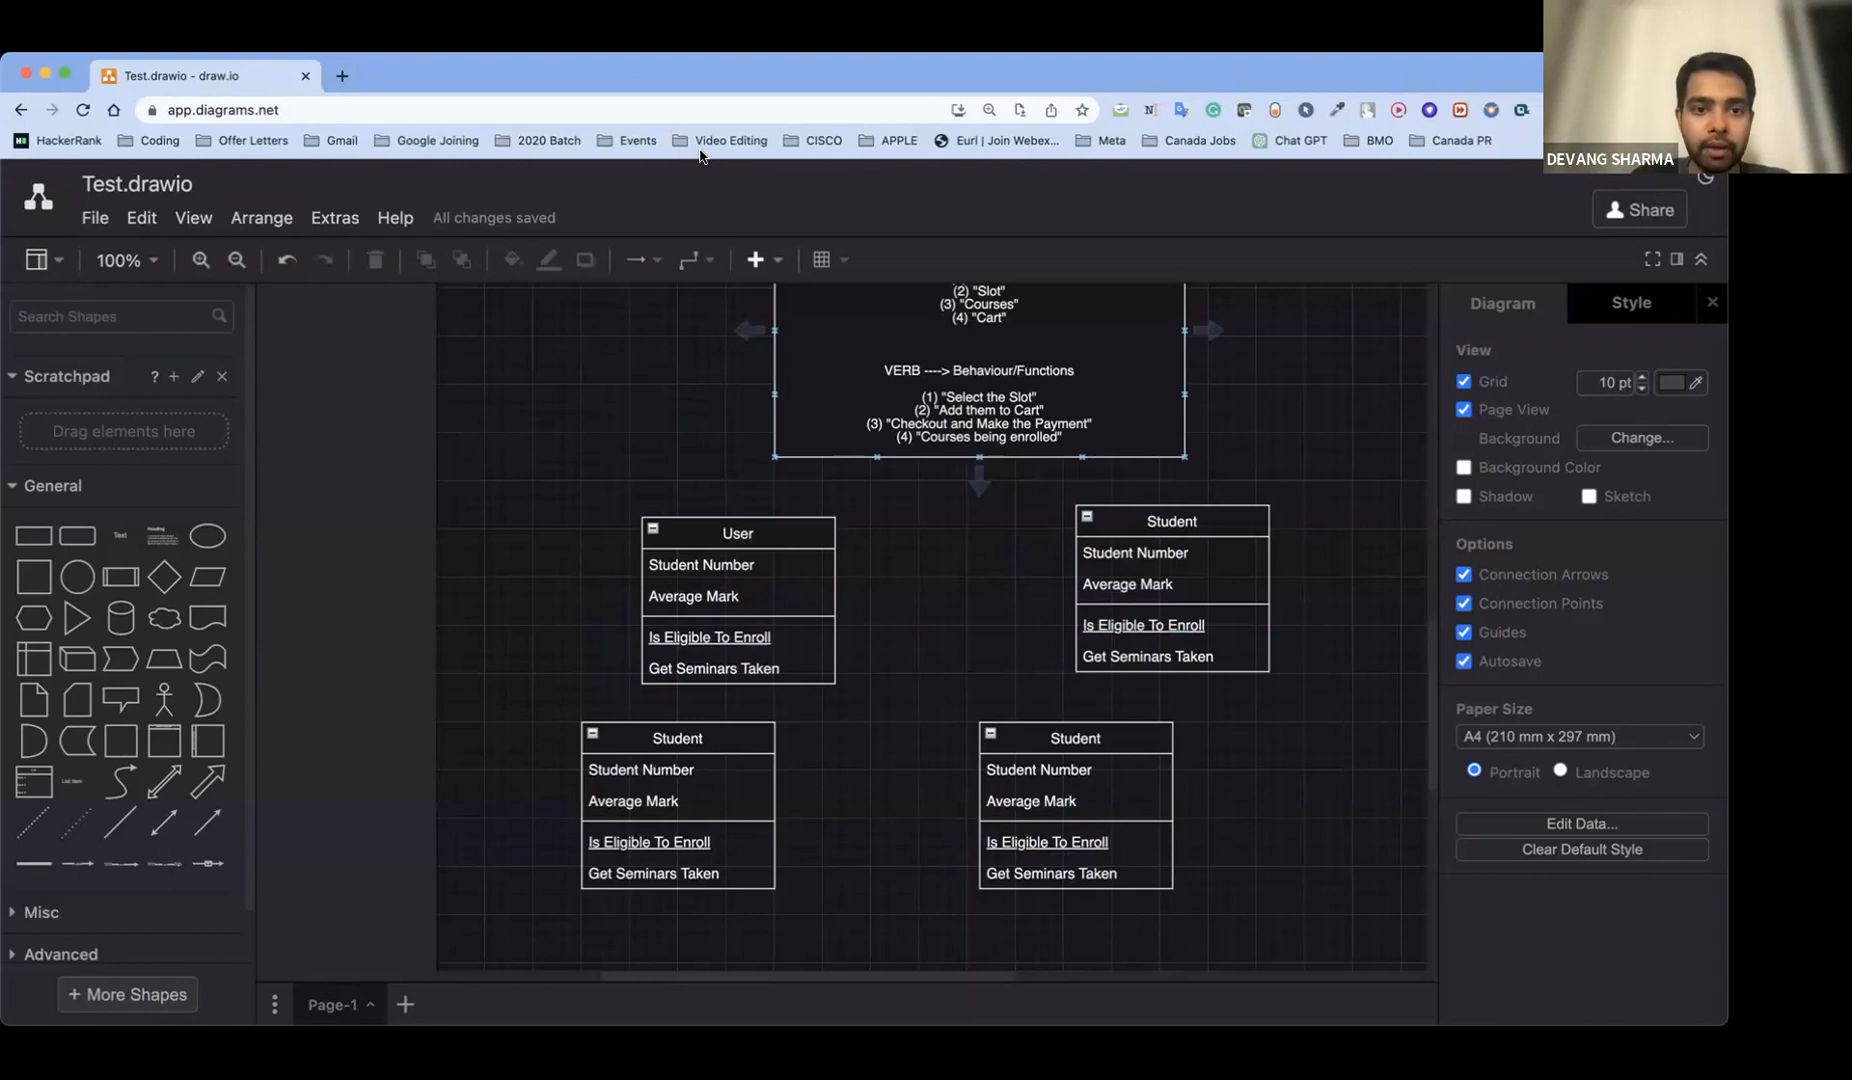 Test.drawio - draw.io
app.diagrams.net
HackerRank
Coding
Offer Letters
Gmail
Google Joining
2020 Batch
Events
Video Editing
CISCO
APPLE
Eurl | Join Webex...
Meta
Canada Jobs
Chat GPT
BMO
Canada PR
DEVANG SHARMA
Test.drawio
File
Edit
View
Arrange
Extras
Help
All changes saved
Share
100%
Search Shapes
Scratchpad
?
Drag elements here
General
Text
Heading
List Item
Misc
Advanced
+ More Shapes
(2) "Slot"
(3) "Courses"
(4) "Cart"
VERB ----> Behaviour/Functions
(1) "Select the Slot"
(2) "Add them to Cart"
(3) "Checkout and Make the Payment"
(4) "Courses being enrolled"
User
Student Number
Average Mark
Is Eligible To Enroll
Get Seminars Taken
Student
Student Number
Average Mark
Is Eligible To Enroll
Get Seminars Taken
Student
Student Number
Average Mark
Is Eligible To Enroll
Get Seminars Taken
Student
Student Number
Average Mark
Is Eligible To Enroll
Get Seminars Taken
Page-1
Diagram
Style
View
Grid
10 pt
Page View
Background
Change...
Background Color
Shadow
Sketch
Options
Connection Arrows
Connection Points
Guides
Autosave
Paper Size
A4 (210 mm x 297 mm)
Portrait
Landscape
Edit Data...
Clear Default Style